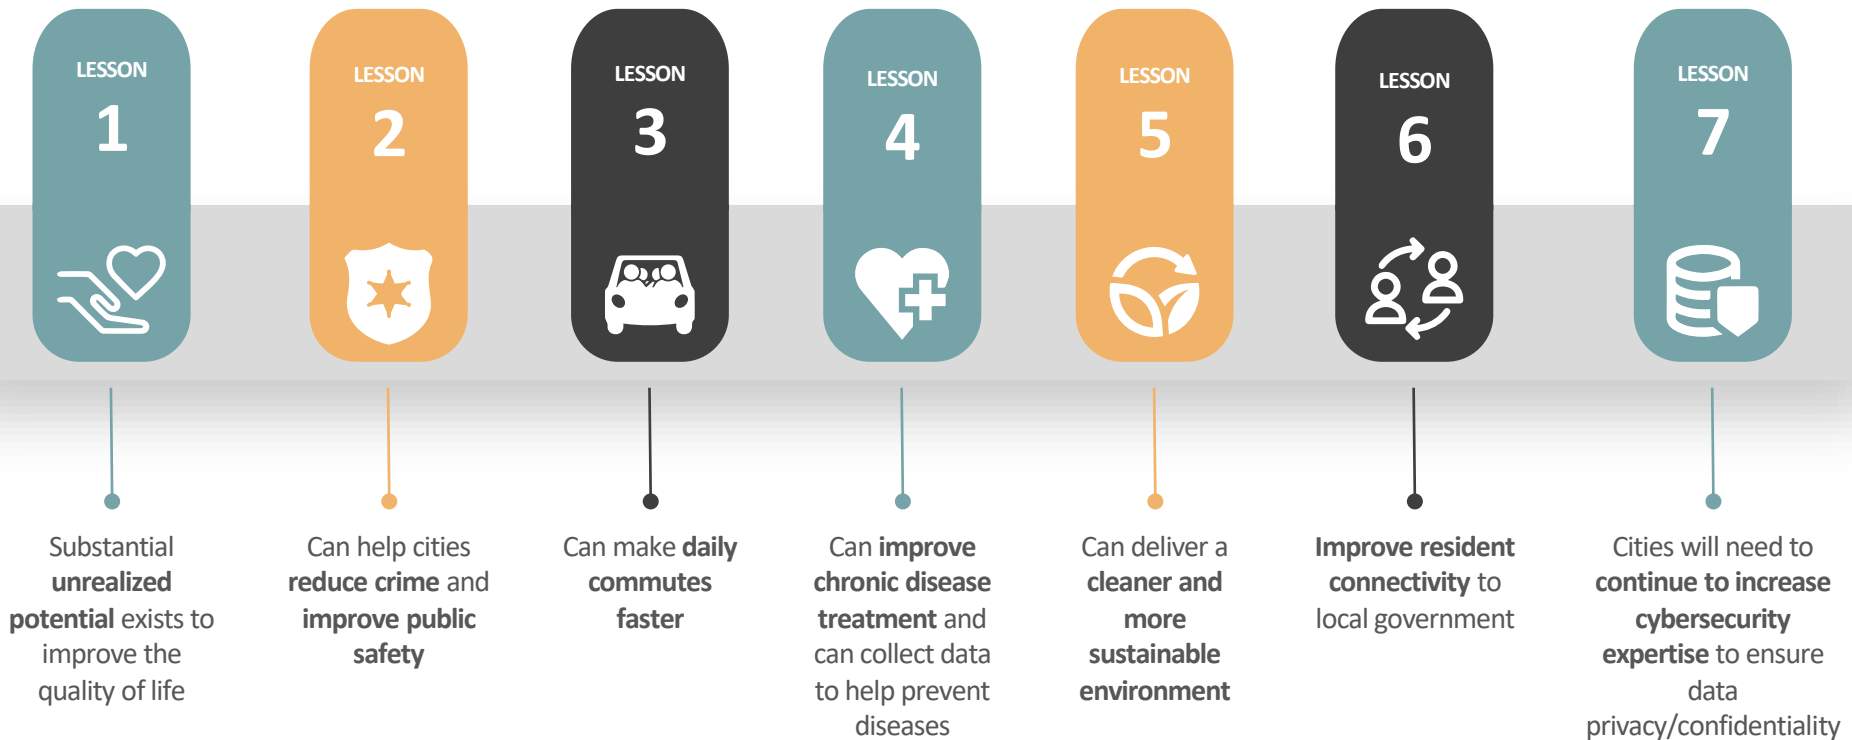 LESSON
1
Substantial
unrealized
potential exists to
improve the
quality of life
LESSON
2
Can help cities
reduce crime and
improve public
safety
LESSON
3
Can make daily
commutes
faster
LESSON
4
Can improve
chronic disease
treatment and
can collect data
to help prevent
diseases
LESSON
5
Can deliver a
cleaner and
more
sustainable
environment
LESSON
6
Improve resident
connectivity to
local government
LESSON
7
Cities will need to
continue to increase
cybersecurity
expertise to ensure
data
privacy/confidentiality